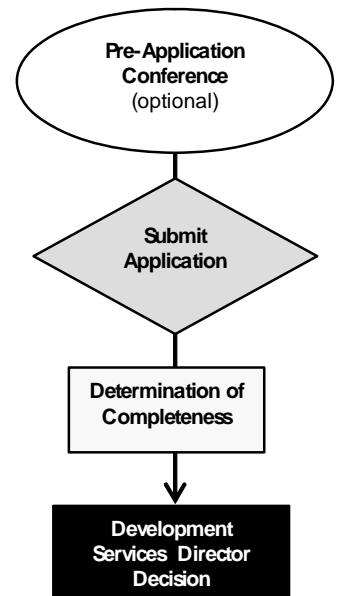 Pre-Application
Conference
(optional)
Submit
Application
Determination of
Completeness
Development
Services Director
Decision